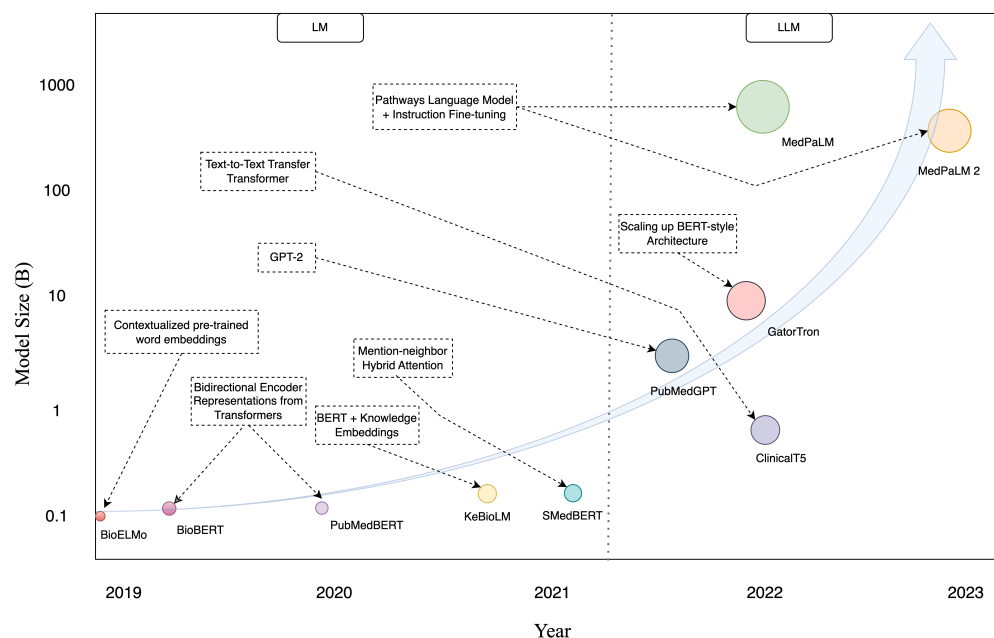 LM
LLM
1000
Pathways Language Model
+ Instruction Fine-tuning
MedPaLM
Text-to-Text Transfer
Transformer
MedPaLM 2
100
Scaling up BERT-style
Architecture
GPT-2
10
Contextualized pre-trained
word embeddings
GatorTron
Mention-neighbor
Hybrid Attention
Model Size (B)
Bidirectional Encoder
Representations from
Transformers
PubMedGPT
1
BERT + Knowledge
Embeddings
ClinicalT5
0.1
BioELMo
BioBERT
PubMedBERT
KeBioLM
SMedBERT
2019
2020
2021
2022
2023
Year